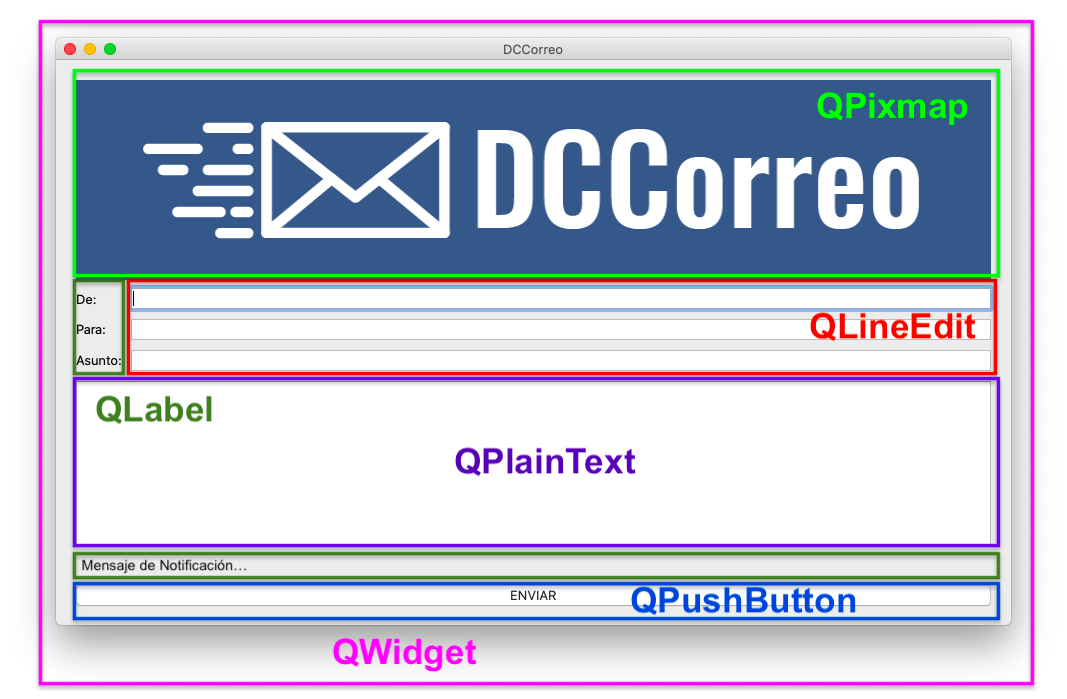 DCCorreo
QPixmap
DCCorreo
De:
Para:
QLineEdit
Asunto:
QLabel
QPlainText
Mensaje de Notificación...
ENVIAR
QPushButton
QWidget